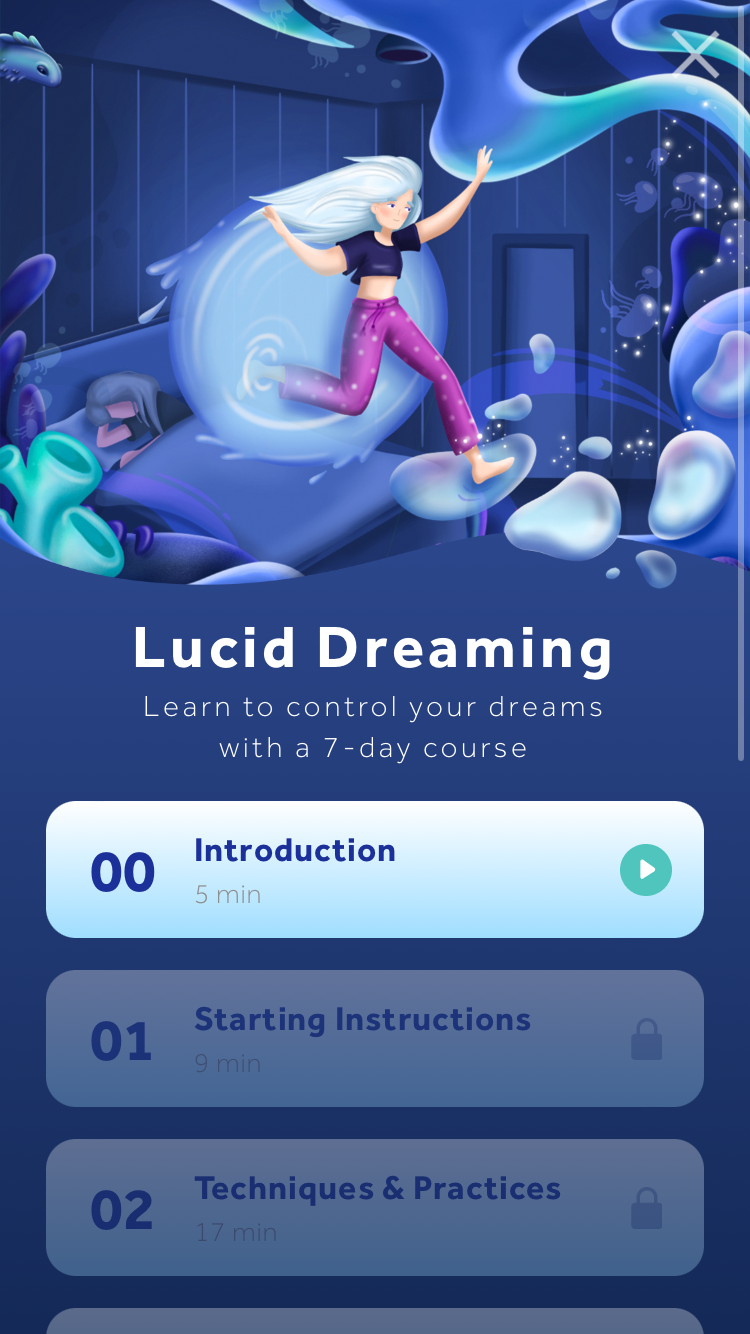 Lucid Dreaming
Learn to control your dreams
with a 7-day course
00
Introduction
5 min
01
Starting Instructions
9 min
02
Techniques & Practices
17 min